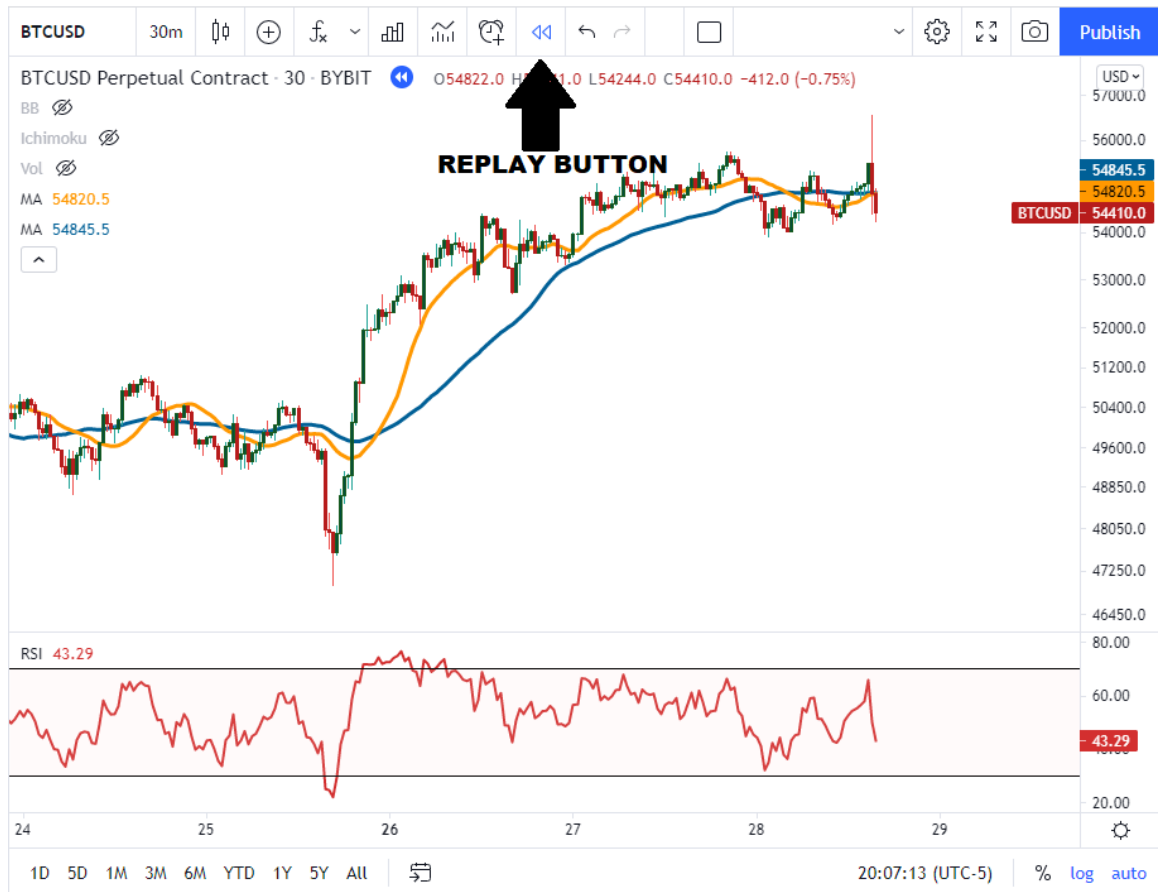 BTCUSD 30m Publish
BTCUSD Perpetual Contract · 30 · BYBIT O54822.0 L54244.0 C54410.0 −412.0 (−0.75%)
USD
57000.0
BB
Ichimoku
56000.0
REPLAY BUTTON
Vol
54845.5
MA 54820.5
54820.5
BTCUSD 54410.0
MA 54845.5
54000.0
53000.0
52000.0
51200.0
50400.0
49600.0
48850.0
48050.0
47250.0
46450.0
80.00
RSI 43.29
60.00
43.29
20.00
24 25 26 27 28 29
1D 5D 1M 3M 6M YTD 1Y 5Y All 20:07:13 (UTC-5) % log auto